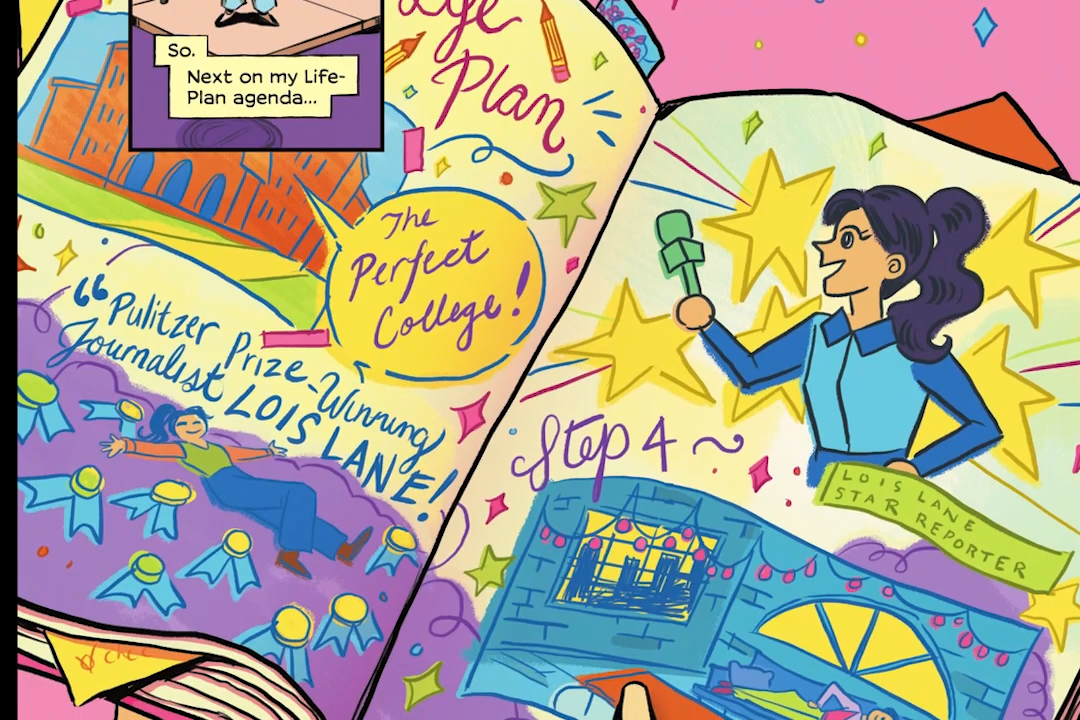 So.
Next on my Life-
Plan agenda...
Life
Plan
The
Perfect
College!
"Pulitzer Prize-Winning
Journalist LOIS LANE!
Step 4 ~
LOIS LANE
STAR REPORTER